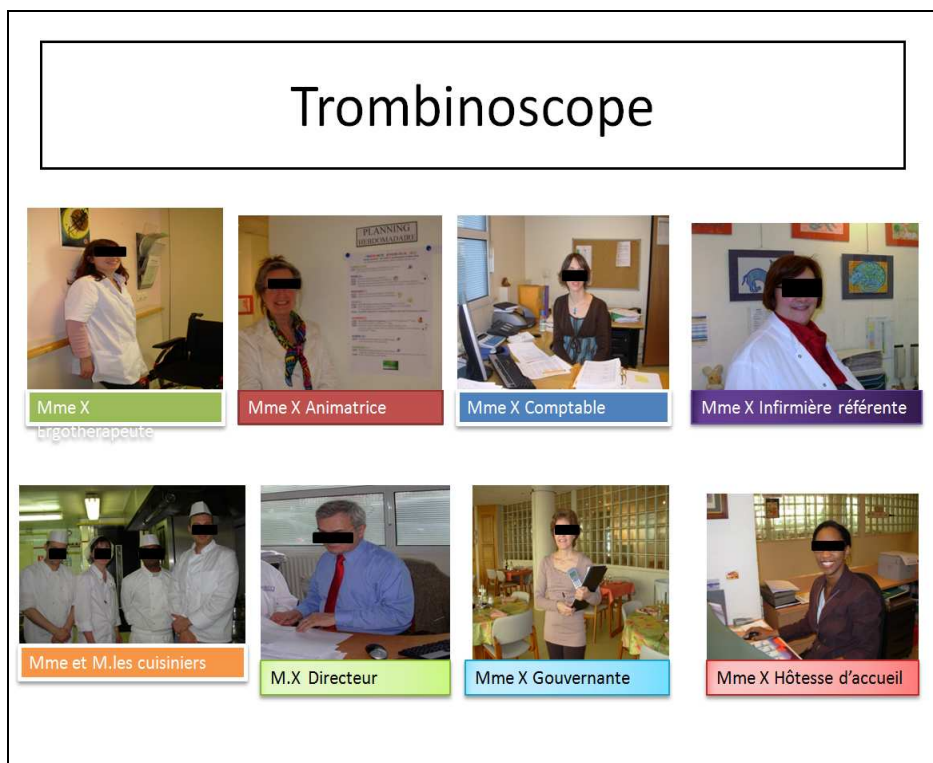 Trombinoscope
PLANNING
HEBDOMADAIRE
Mme X
Ergotherapeute
Mme X Animatrice
Mme X Comptable
Mme X Infirmière référente
Mme et M.les cuisiniers
M.X Directeur
Mme X Gouvernante
Mme X Hôtesse d'accueil